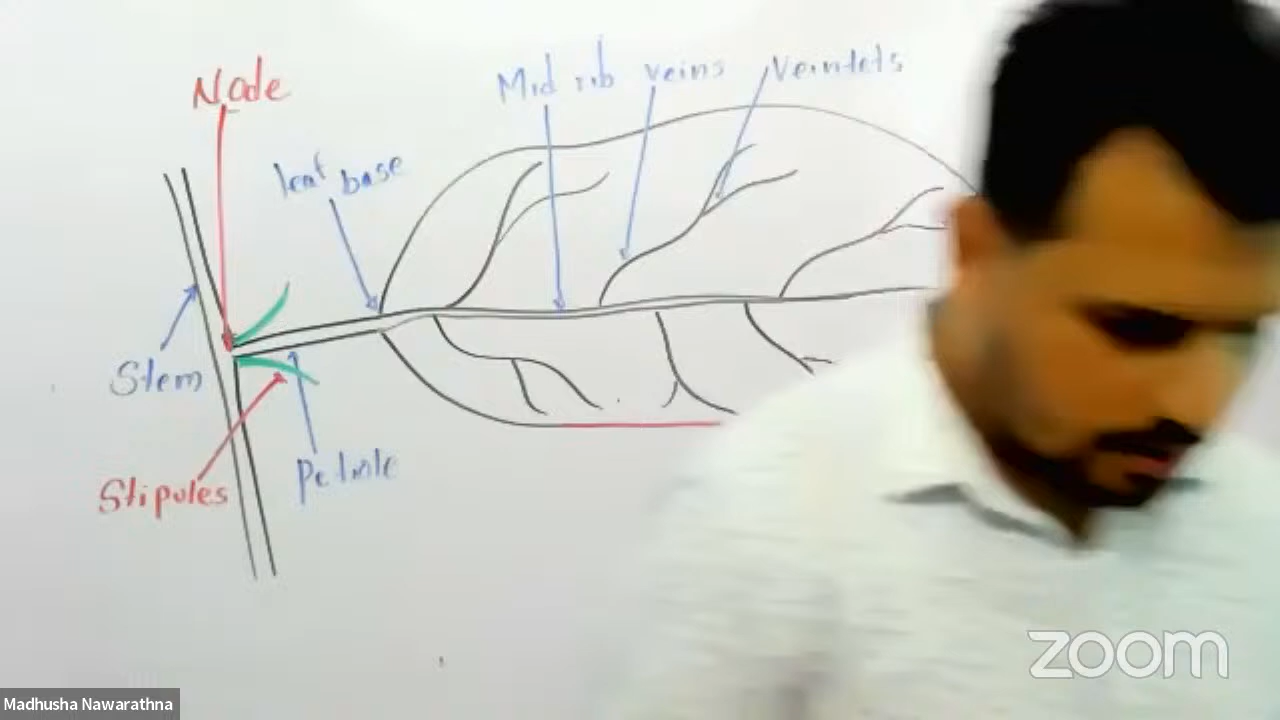 Node
Mid rib
veins
Veinlets
leaf base
Stem
Stipules
Petiole
zoom
Madhusha Nawarathna